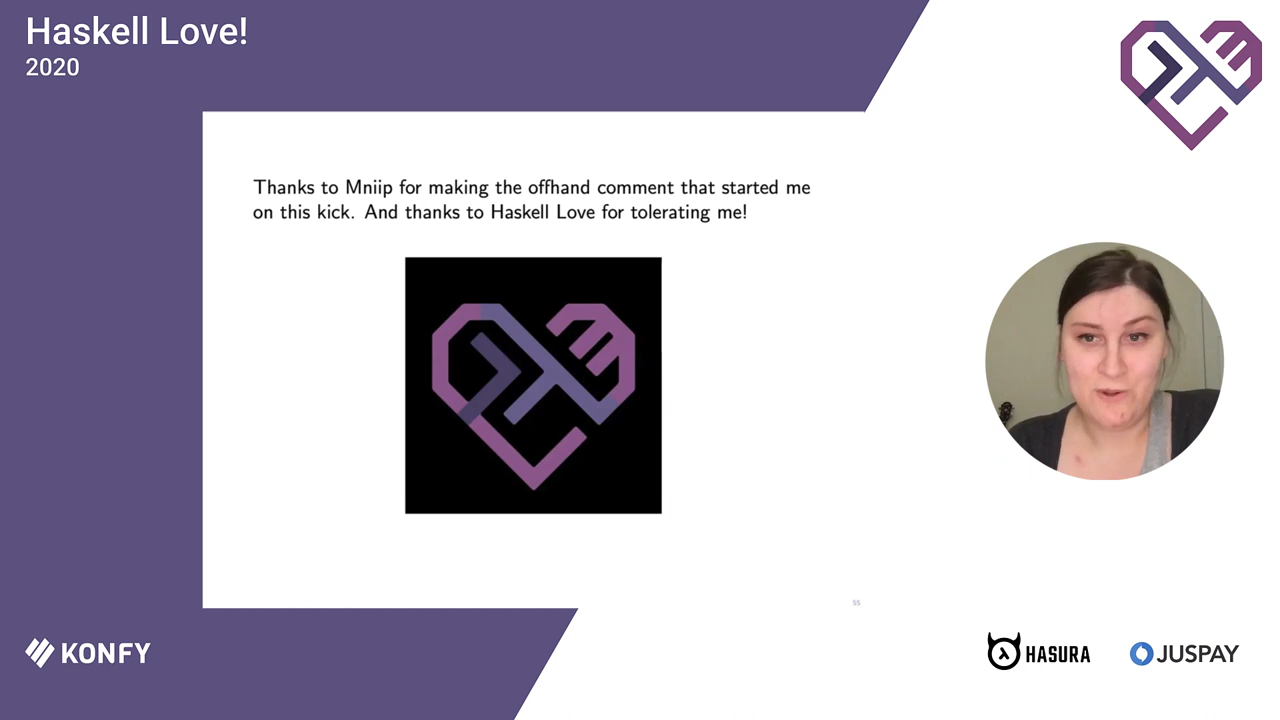 Haskell Love!
2020
Thanks to Mniip for making the offhand comment that started me
on this kick. And thanks to Haskell Love for tolerating me!
55
KONFY
HASURA
JUSPAY